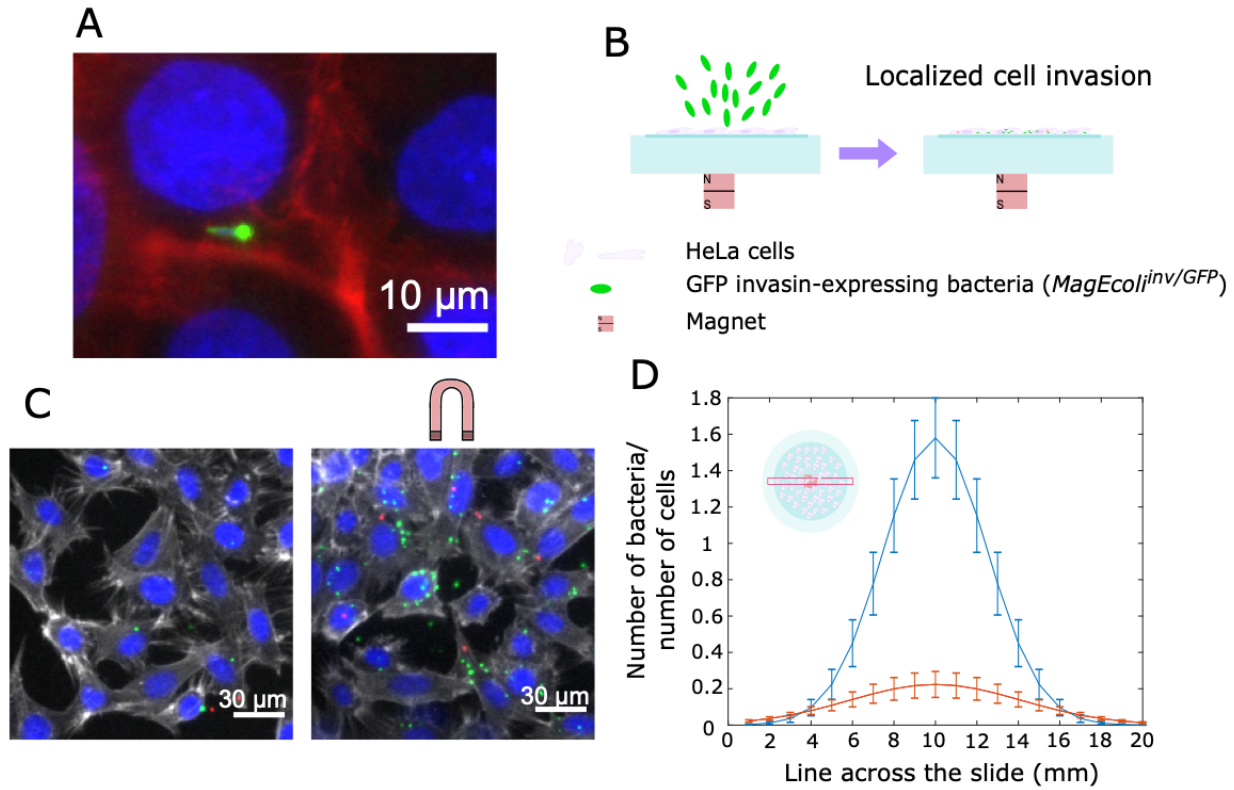 A
10 μm
B
Localized cell invasion
N
S
N
S
HeLa cells
GFP invasin-expressing bacteria (MagEcoli^inv/GFP)
N
S
Magnet
C
30 μm
30 μm
D
Number of bacteria/
number of cells
1.8
1.6
1.4
1.2
1
0.8
0.6
0.4
0.2
0
0 2 4 6 8 10 12 14 16 18 20
Line across the slide (mm)